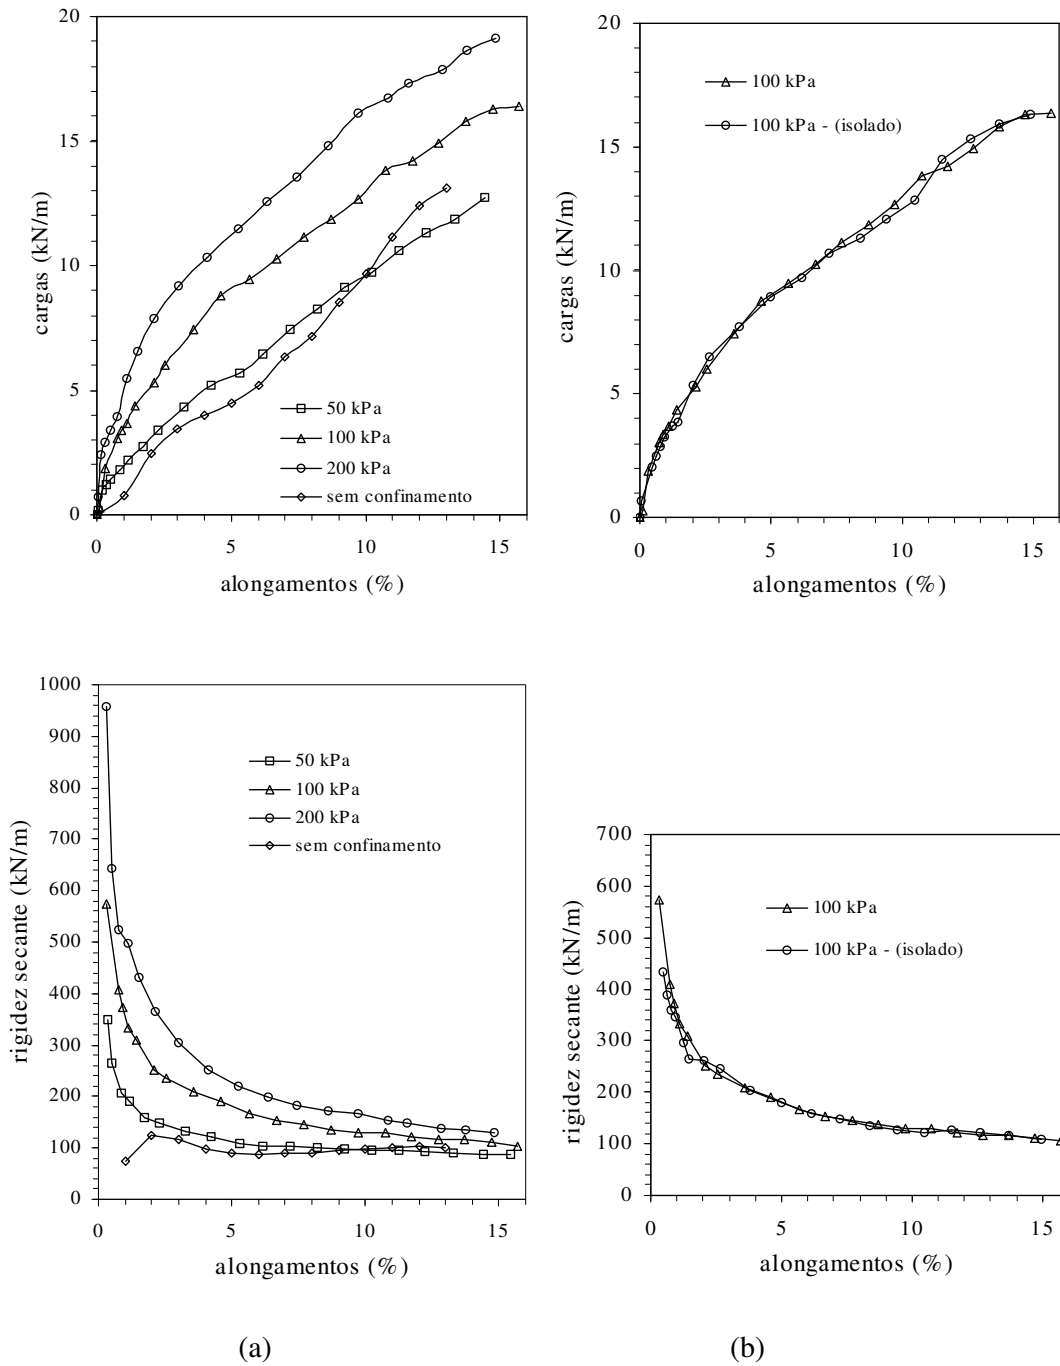 20
15
10
5
0
cargas (kN/m)
50 kPa
100 kPa
200 kPa
sem confinamento
0 5 10 15
alongamentos (%)
20
15
10
5
0
cargas (kN/m)
100 kPa
100 kPa - (isolado)
0 5 10 15
alongamentos (%)
1000
900
800
700
600
500
400
300
200
100
0
rigidez secante (kN/m)
50 kPa
100 kPa
200 kPa
sem confinamento
0 5 10 15
alongamentos (%)
700
600
500
400
300
200
100
0
rigidez secante (kN/m)
100 kPa
100 kPa - (isolado)
0 5 10 15
alongamentos (%)
(a) (b)